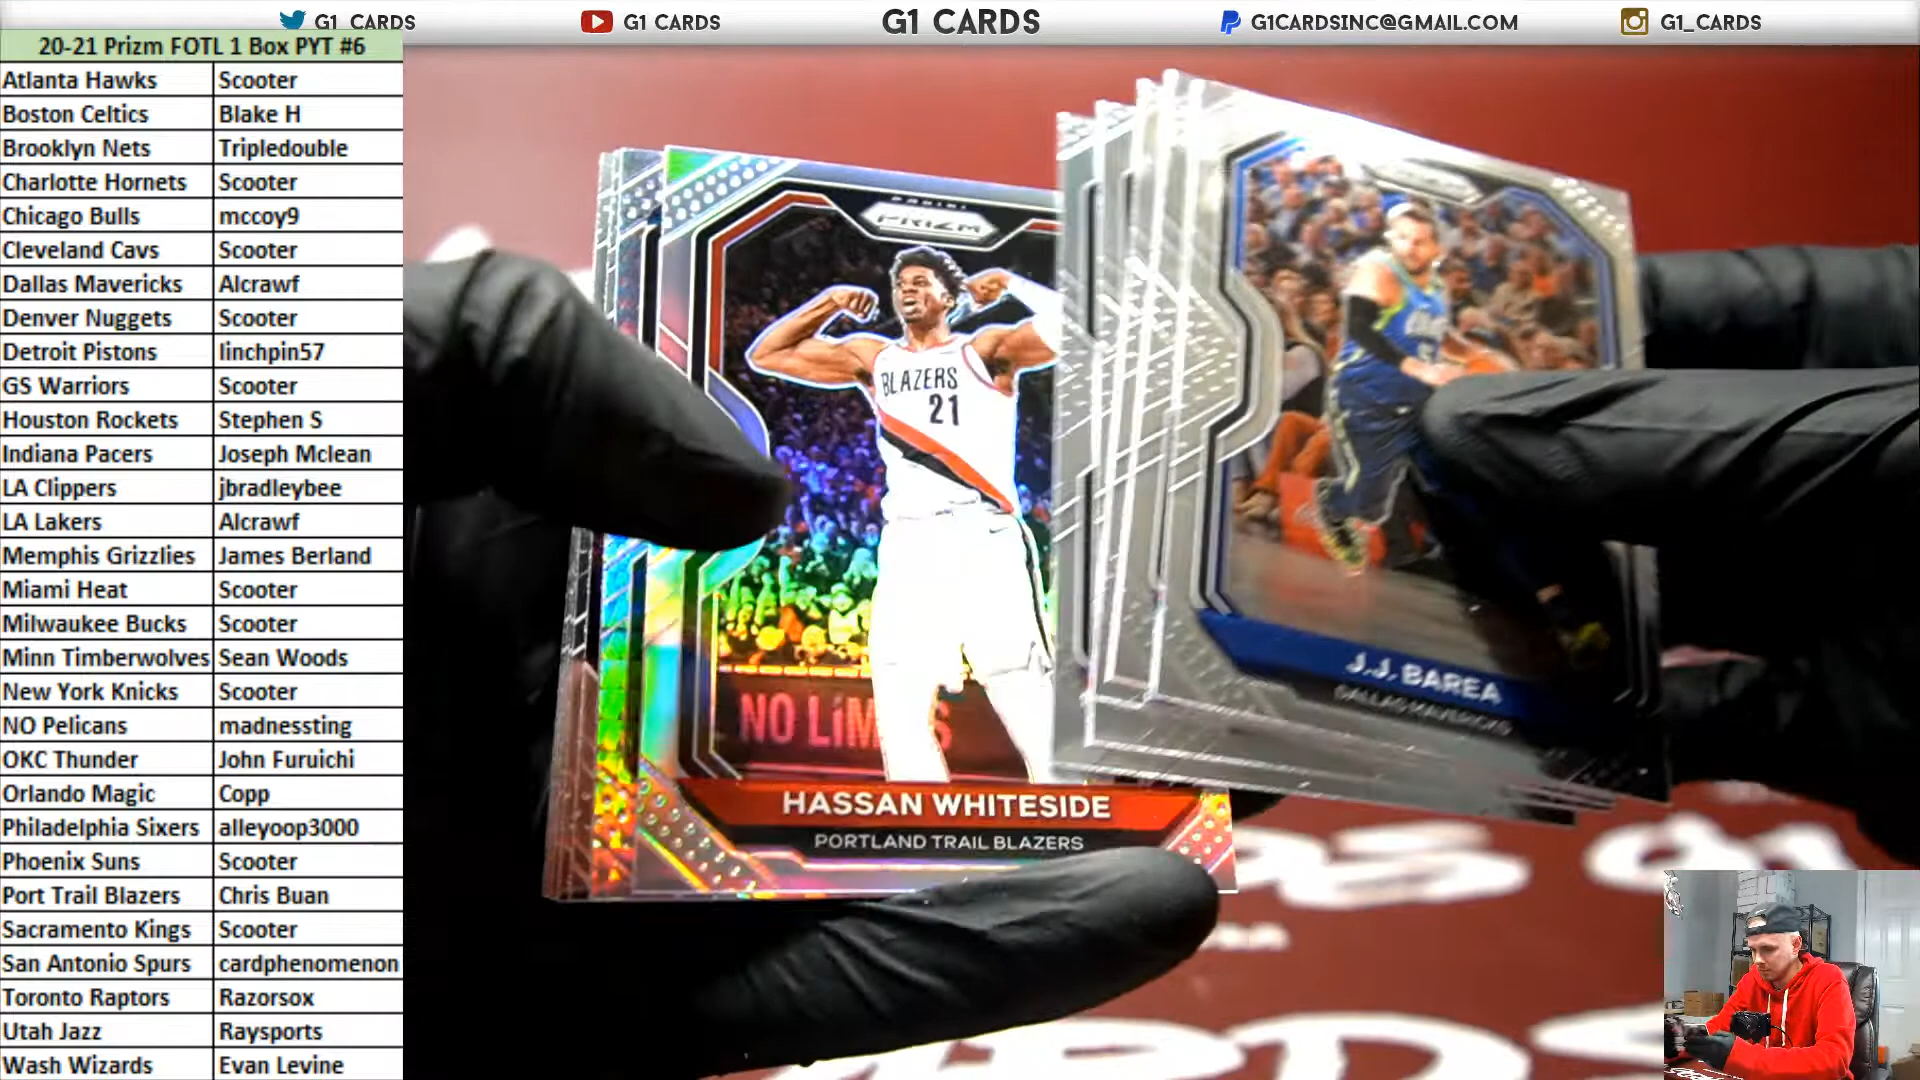 G1_CARDS
G1 CARDS
G1 CARDS
G1CARDSINC@GMAIL.COM
G1_CARDS
20-21 Prizm FOTL 1 Box PYT #6
Atlanta Hawks Scooter
Boston Celtics Blake H
Brooklyn Nets Tripledouble
Charlotte Hornets Scooter
Chicago Bulls mccoy9
Cleveland Cavs Scooter
Dallas Mavericks Alcrawf
Denver Nuggets Scooter
Detroit Pistons linchpin57
GS Warriors Scooter
Houston Rockets Stephen S
Indiana Pacers Joseph Mclean
LA Clippers jbradleybee
LA Lakers Alcrawf
Memphis Grizzlies James Berland
Miami Heat Scooter
Milwaukee Bucks Scooter
Minn Timberwolves Sean Woods
New York Knicks Scooter
NO Pelicans madnessting
OKC Thunder John Furuichi
Orlando Magic Copp
Philadelphia Sixers alleyoop3000
Phoenix Suns Scooter
Port Trail Blazers Chris Buan
Sacramento Kings Scooter
San Antonio Spurs cardphenomenon
Toronto Raptors Razorsox
Utah Jazz Raysports
Wash Wizards Evan Levine
PANINI
PRIZM
BLAZERS
21
HASSAN WHITESIDE
PORTLAND TRAIL BLAZERS
J.J. BAREA
DALLAS MAVERICKS